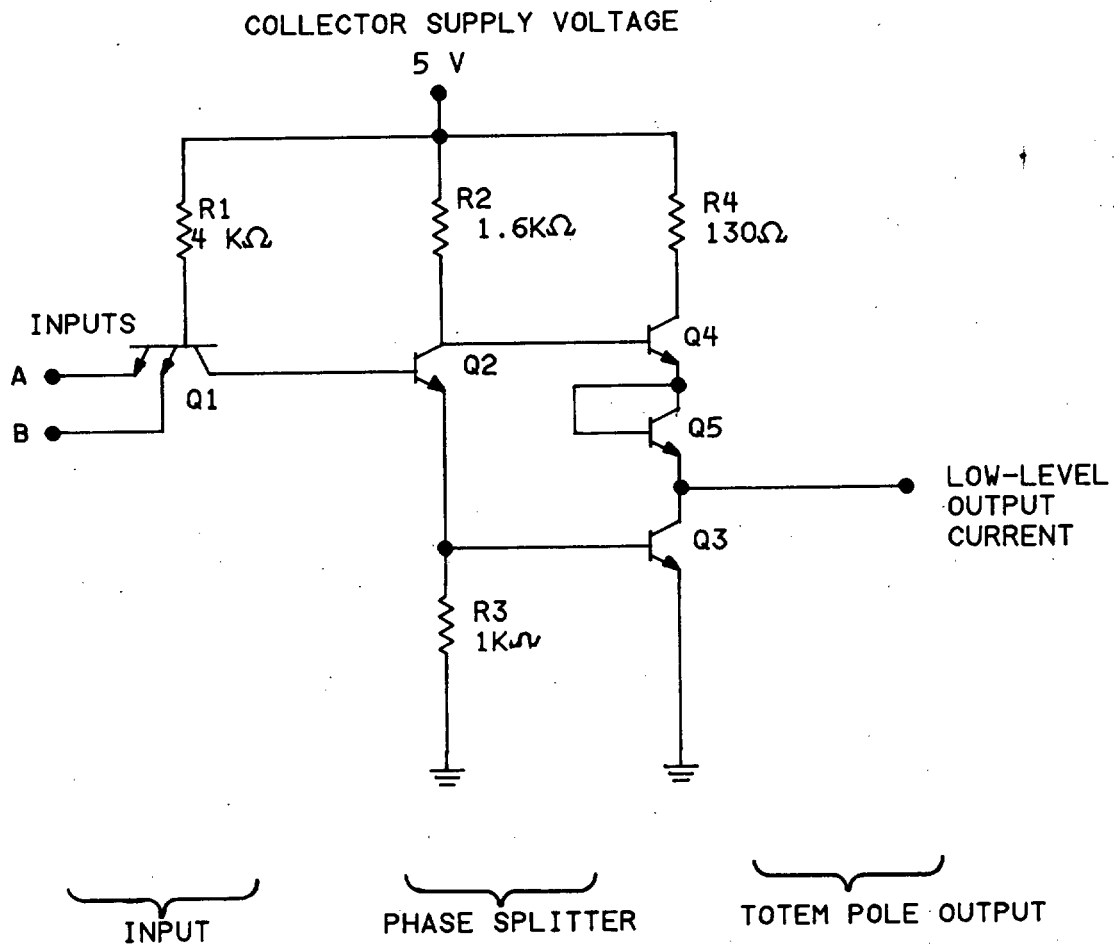 COLLECTOR SUPPLY VOLTAGE
5 V
R1
4 KΩ
R2
1.6KΩ
R4
130Ω
INPUTS
A
B
Q1
Q2
Q4
Q5
Q3
LOW-LEVEL
OUTPUT
CURRENT
R3
1KΩ
INPUT
PHASE SPLITTER
TOTEM POLE OUTPUT